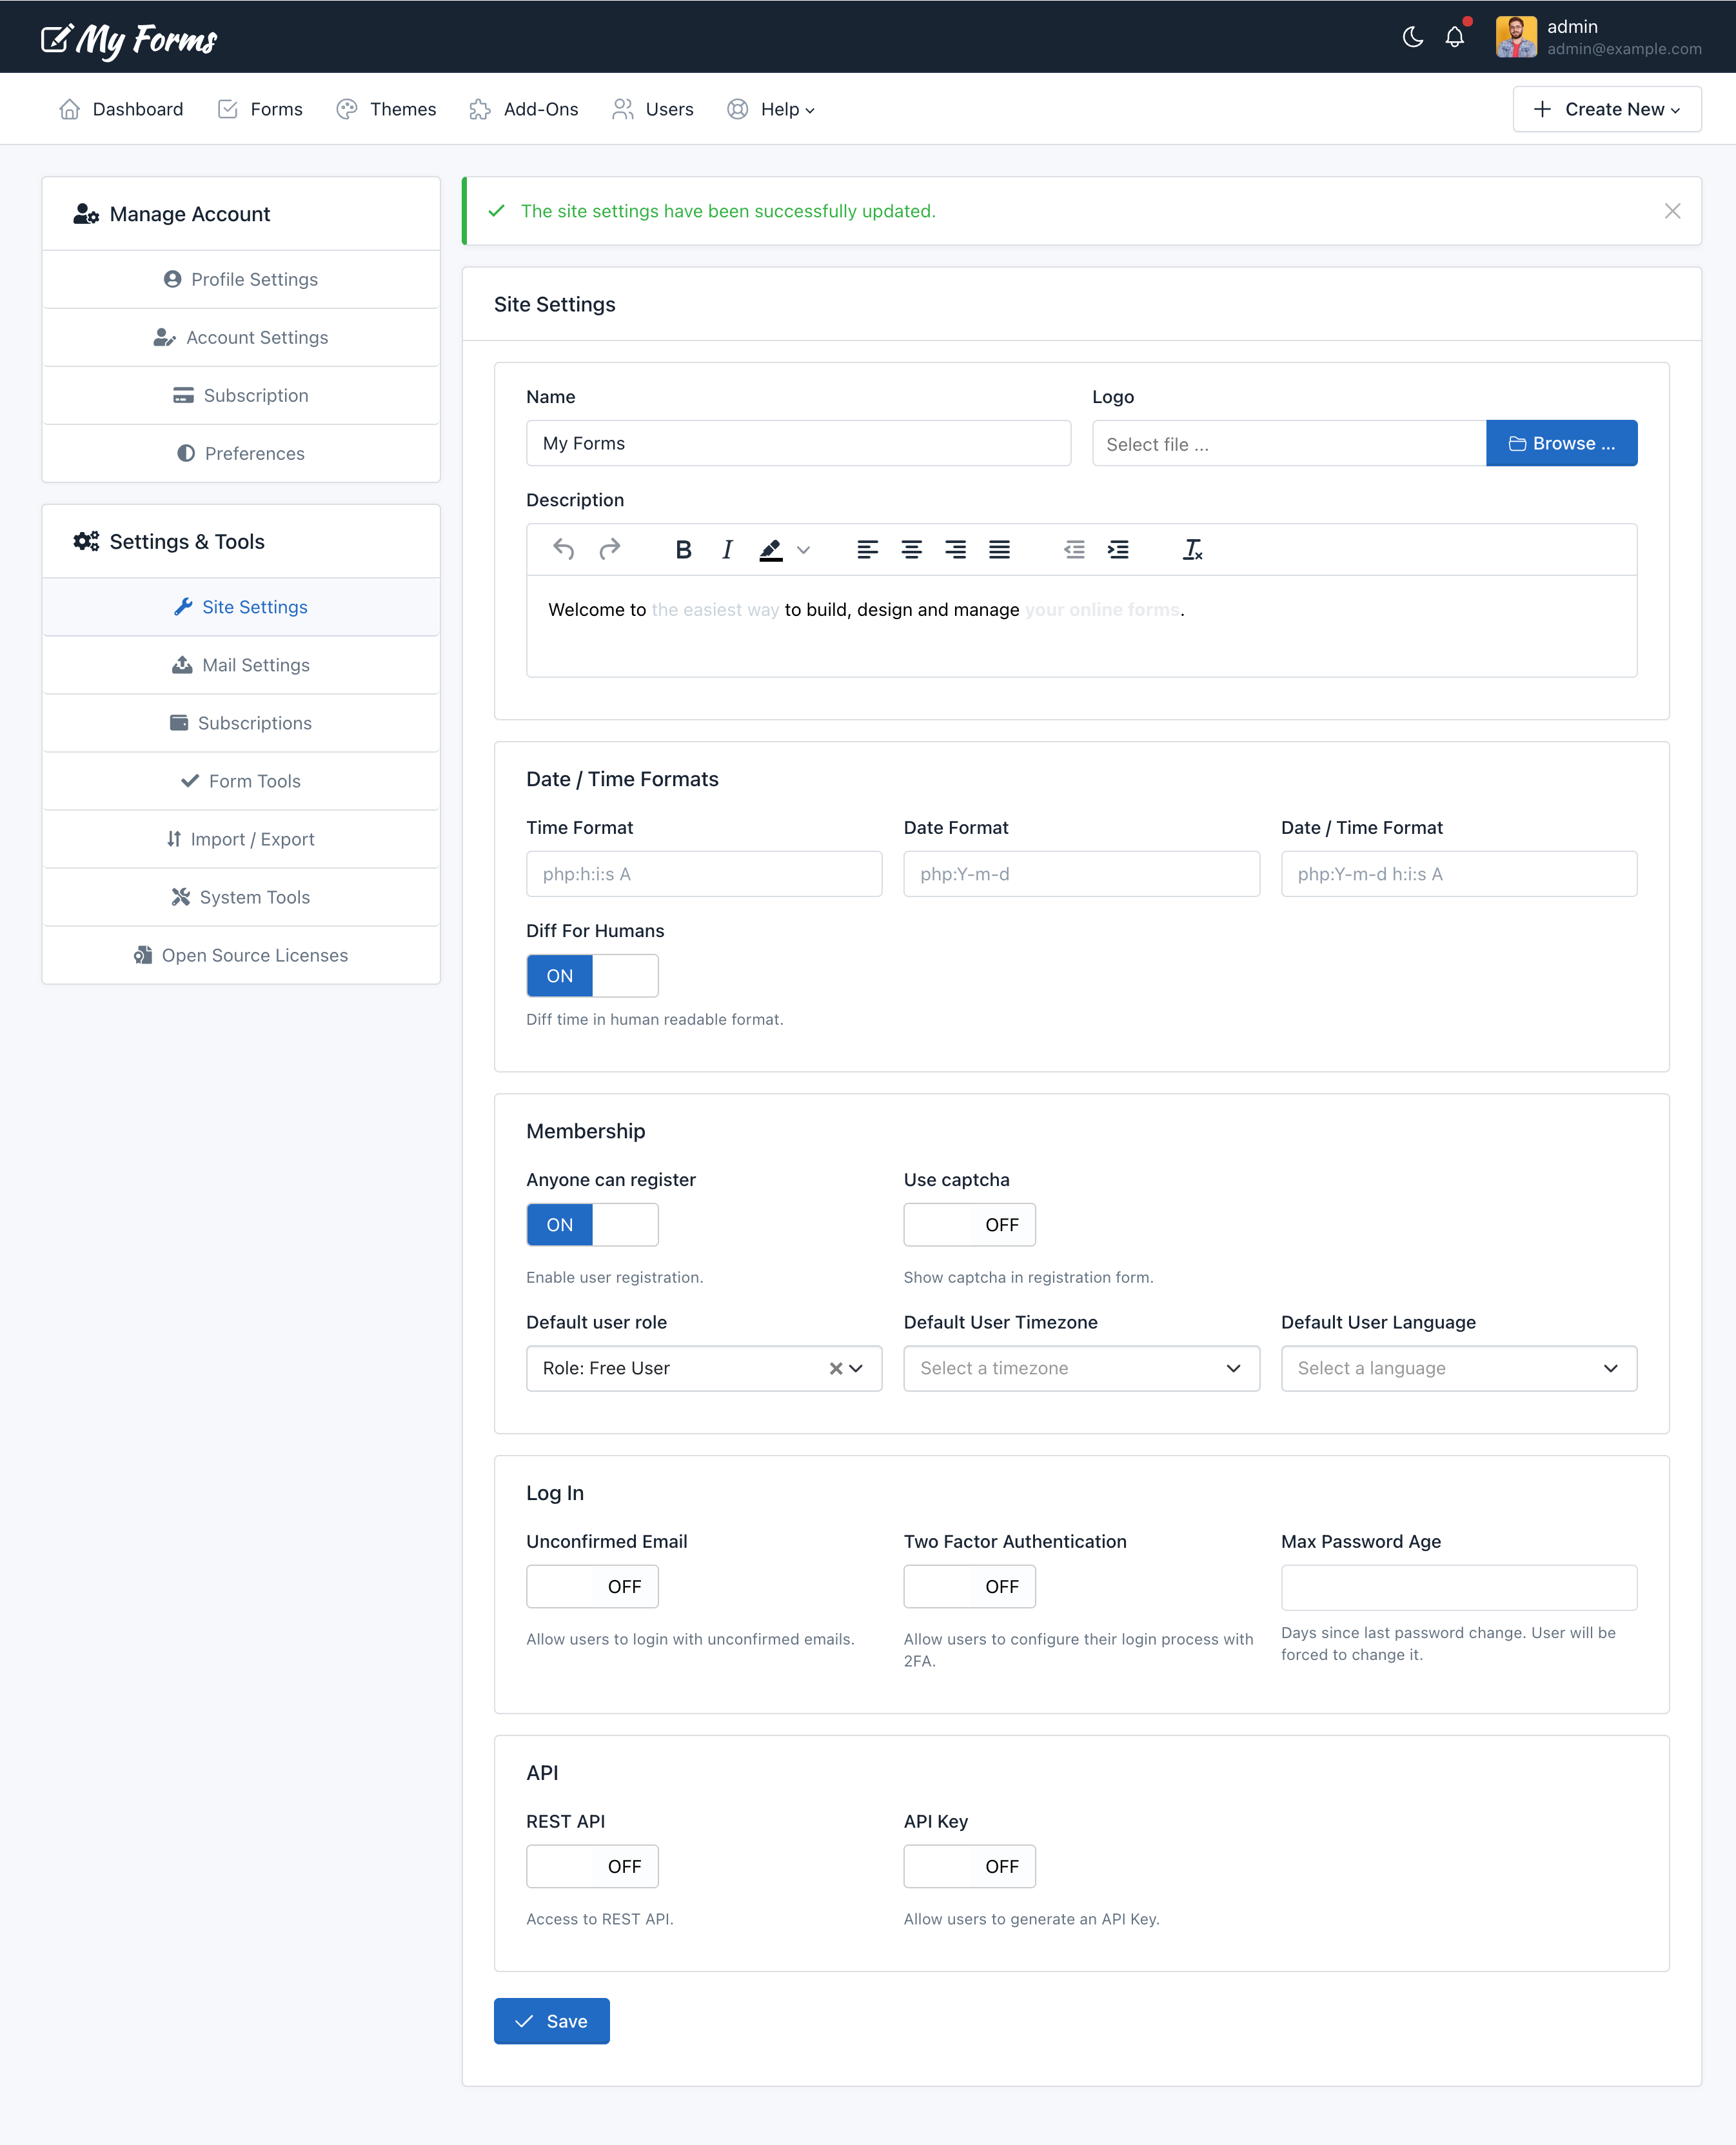 My Forms
admin
admin@example.com
Dashboard
Forms
Themes
Add-Ons
Users
Help
Create New
Manage Account
Profile Settings
Account Settings
Subscription
Preferences
Settings & Tools
Site Settings
Mail Settings
Subscriptions
Form Tools
Import / Export
System Tools
Open Source Licenses
The site settings have been successfully updated.
Site Settings
Name
Logo
My Forms
Select file ...
Browse ...
Description
Welcome to the easiest way to build, design and manage your online forms.
Date / Time Formats
Time Format
Date Format
Date / Time Format
php:h:i:s A
php:Y-m-d
php:Y-m-d h:i:s A
Diff For Humans
ON
Diff time in human readable format.
Membership
Anyone can register
Use captcha
ON
OFF
Enable user registration.
Show captcha in registration form.
Default user role
Default User Timezone
Default User Language
Role: Free User
Select a timezone
Select a language
Log In
Unconfirmed Email
Two Factor Authentication
Max Password Age
OFF
OFF
Allow users to login with unconfirmed emails.
Allow users to configure their login process with
2FA.
Days since last password change. User will be
forced to change it.
API
REST API
API Key
OFF
OFF
Access to REST API.
Allow users to generate an API Key.
Save